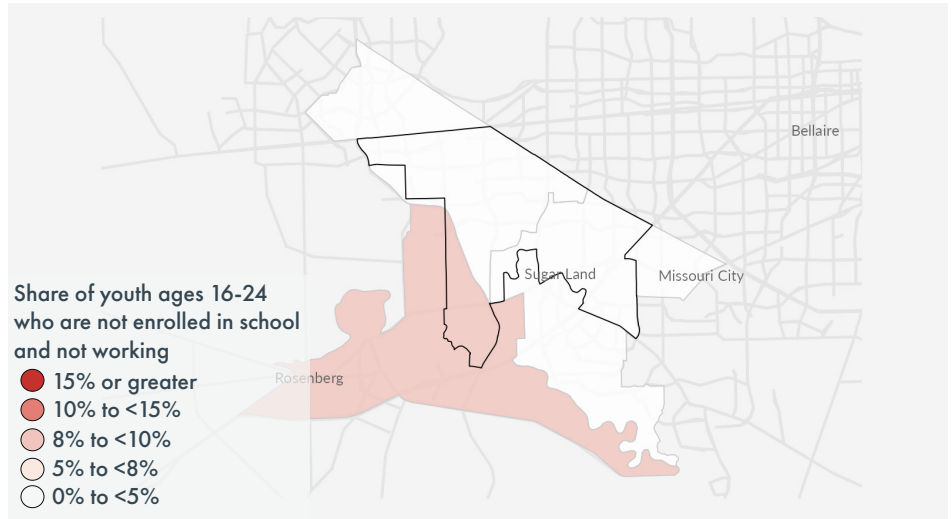 Bellaire
Sugar Land
Missouri City
Share of youth ages 16-24
who are not enrolled in school
and not working
Rosenberg
15% or greater
10% to <15%
8% to <10%
5% to <8%
0% to <5%